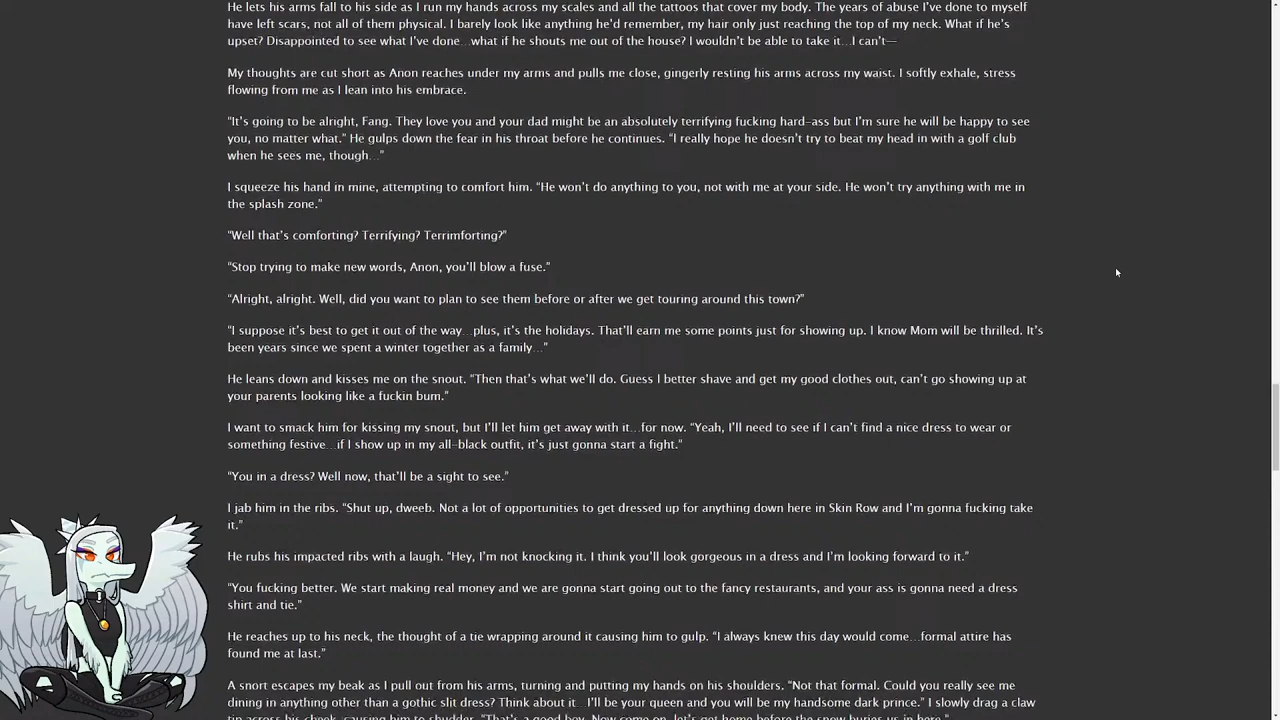 He lets his arms fall to his side as I run my hands across my scales and all the tattoos that cover my body. The years of abuse I've done to myself
have left scars, not all of them physical. I barely look like anything he'd remember, my hair only just reaching the top of my neck. What if he's
upset? Disappointed to see what I've done…what if he shouts me out of the house? I wouldn't be able to take it…I can't—
My thoughts are cut short as Anon reaches under my arms and pulls me close, gingerly resting his arms across my waist. I softly exhale, stress
flowing from me as I lean into his embrace.
“It's going to be alright, Fang. They love you and your dad might be an absolutely terrifying fucking hard-ass but I'm sure he will be happy to see
you, no matter what.” He gulps down the fear in his throat before he continues. “I really hope he doesn't try to beat my head in with a golf club
when he sees me, though…”
I squeeze his hand in mine, attempting to comfort him. “He won't do anything to you, not with me at your side. He won't try anything with me in
the splash zone.”
“Well that's comforting? Terrifying? Terrimforting?”
“Stop trying to make new words, Anon, you'll blow a fuse.”
“Alright, alright. Well, did you want to plan to see them before or after we get touring around this town?”
“I suppose it's best to get it out of the way…plus, it's the holidays. That'll earn me some points just for showing up. I know Mom will be thrilled. It's
been years since we spent a winter together as a family…”
He leans down and kisses me on the snout. “Then that's what we'll do. Guess I better shave and get my good clothes out, can't go showing up at
your parents looking like a fuckin bum.”
I want to smack him for kissing my snout, but I'll let him get away with it…for now. “Yeah, I'll need to see if I can't find a nice dress to wear or
something festive…if I show up in my all-black outfit, it's just gonna start a fight.”
“You in a dress? Well now, that'll be a sight to see.”
I jab him in the ribs. “Shut up, dweeb. Not a lot of opportunities to get dressed up for anything down here in Skin Row and I'm gonna fucking take
it.”
He rubs his impacted ribs with a laugh. “Hey, I'm not knocking it. I think you'll look gorgeous in a dress and I'm looking forward to it.”
“You fucking better. We start making real money and we are gonna start going out to the fancy restaurants, and your ass is gonna need a dress
shirt and tie.”
He reaches up to his neck, the thought of a tie wrapping around it causing him to gulp. “I always knew this day would come…formal attire has
found me at last.”
A snort escapes my beak as I pull out from his arms, turning and putting my hands on his shoulders. “Not that formal. Could you really see me
dining in anything other than a gothic slit dress? Think about it…I'll be your queen and you will be my handsome dark prince.” I slowly drag a claw
tip across his cheek, causing him to shudder. “That's a good boy. Now come on, let's get home before the snow buries us in here.”